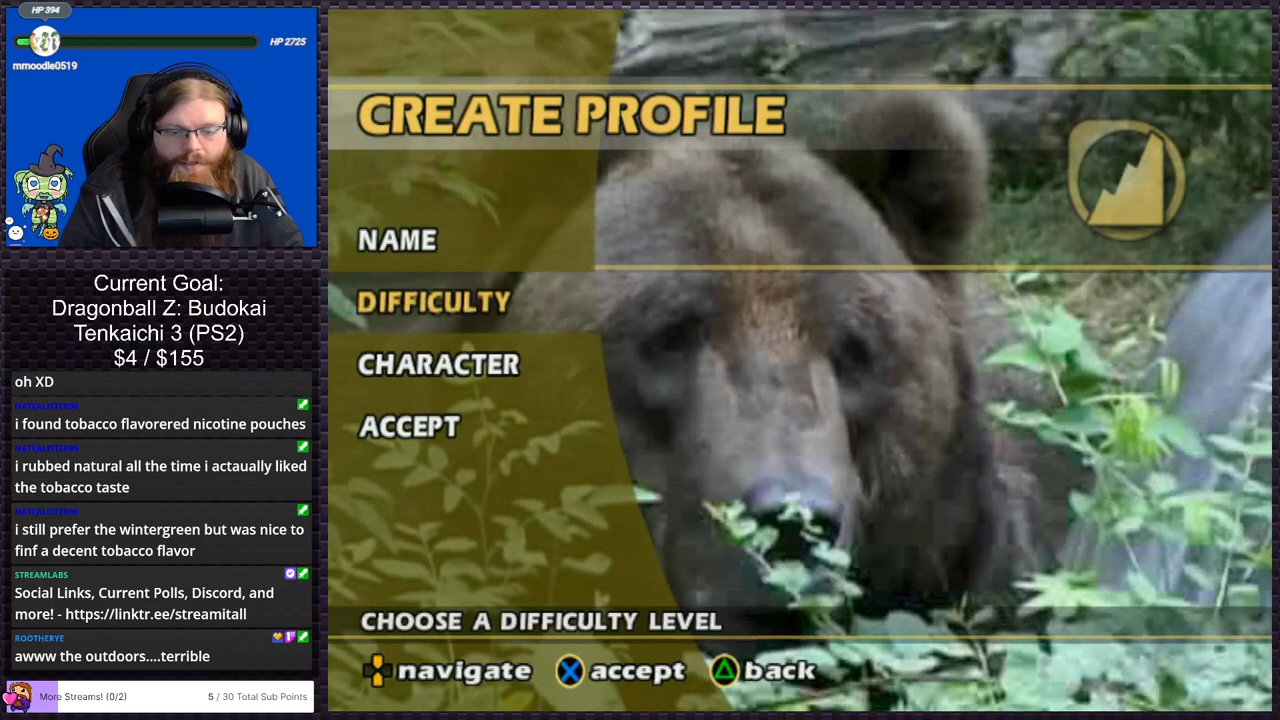 HP 394
HP 2725
mmoodle0519
Current Goal:
Dragonball Z: Budokai
Tenkaichi 3 (PS2)
$4 / $155
oh XD
NATEALISTER96
i found tobacco flavorered nicotine pouches
NATEALISTER96
i rubbed natural all the time i actaually liked
the tobacco taste
NATEALISTER96
i still prefer the wintergreen but was nice to
finf a decent tobacco flavor
STREAMLABS
Social Links, Current Polls, Discord, and
more! - https://linktr.ee/streamitall
ROOTHERYE
awww the outdoors....terrible
More Streams! (0/2)
5 / 30 Total Sub Points
CREATE PROFILE
NAME
DIFFICULTY
CHARACTER
ACCEPT
CHOOSE A DIFFICULTY LEVEL
navigate accept back